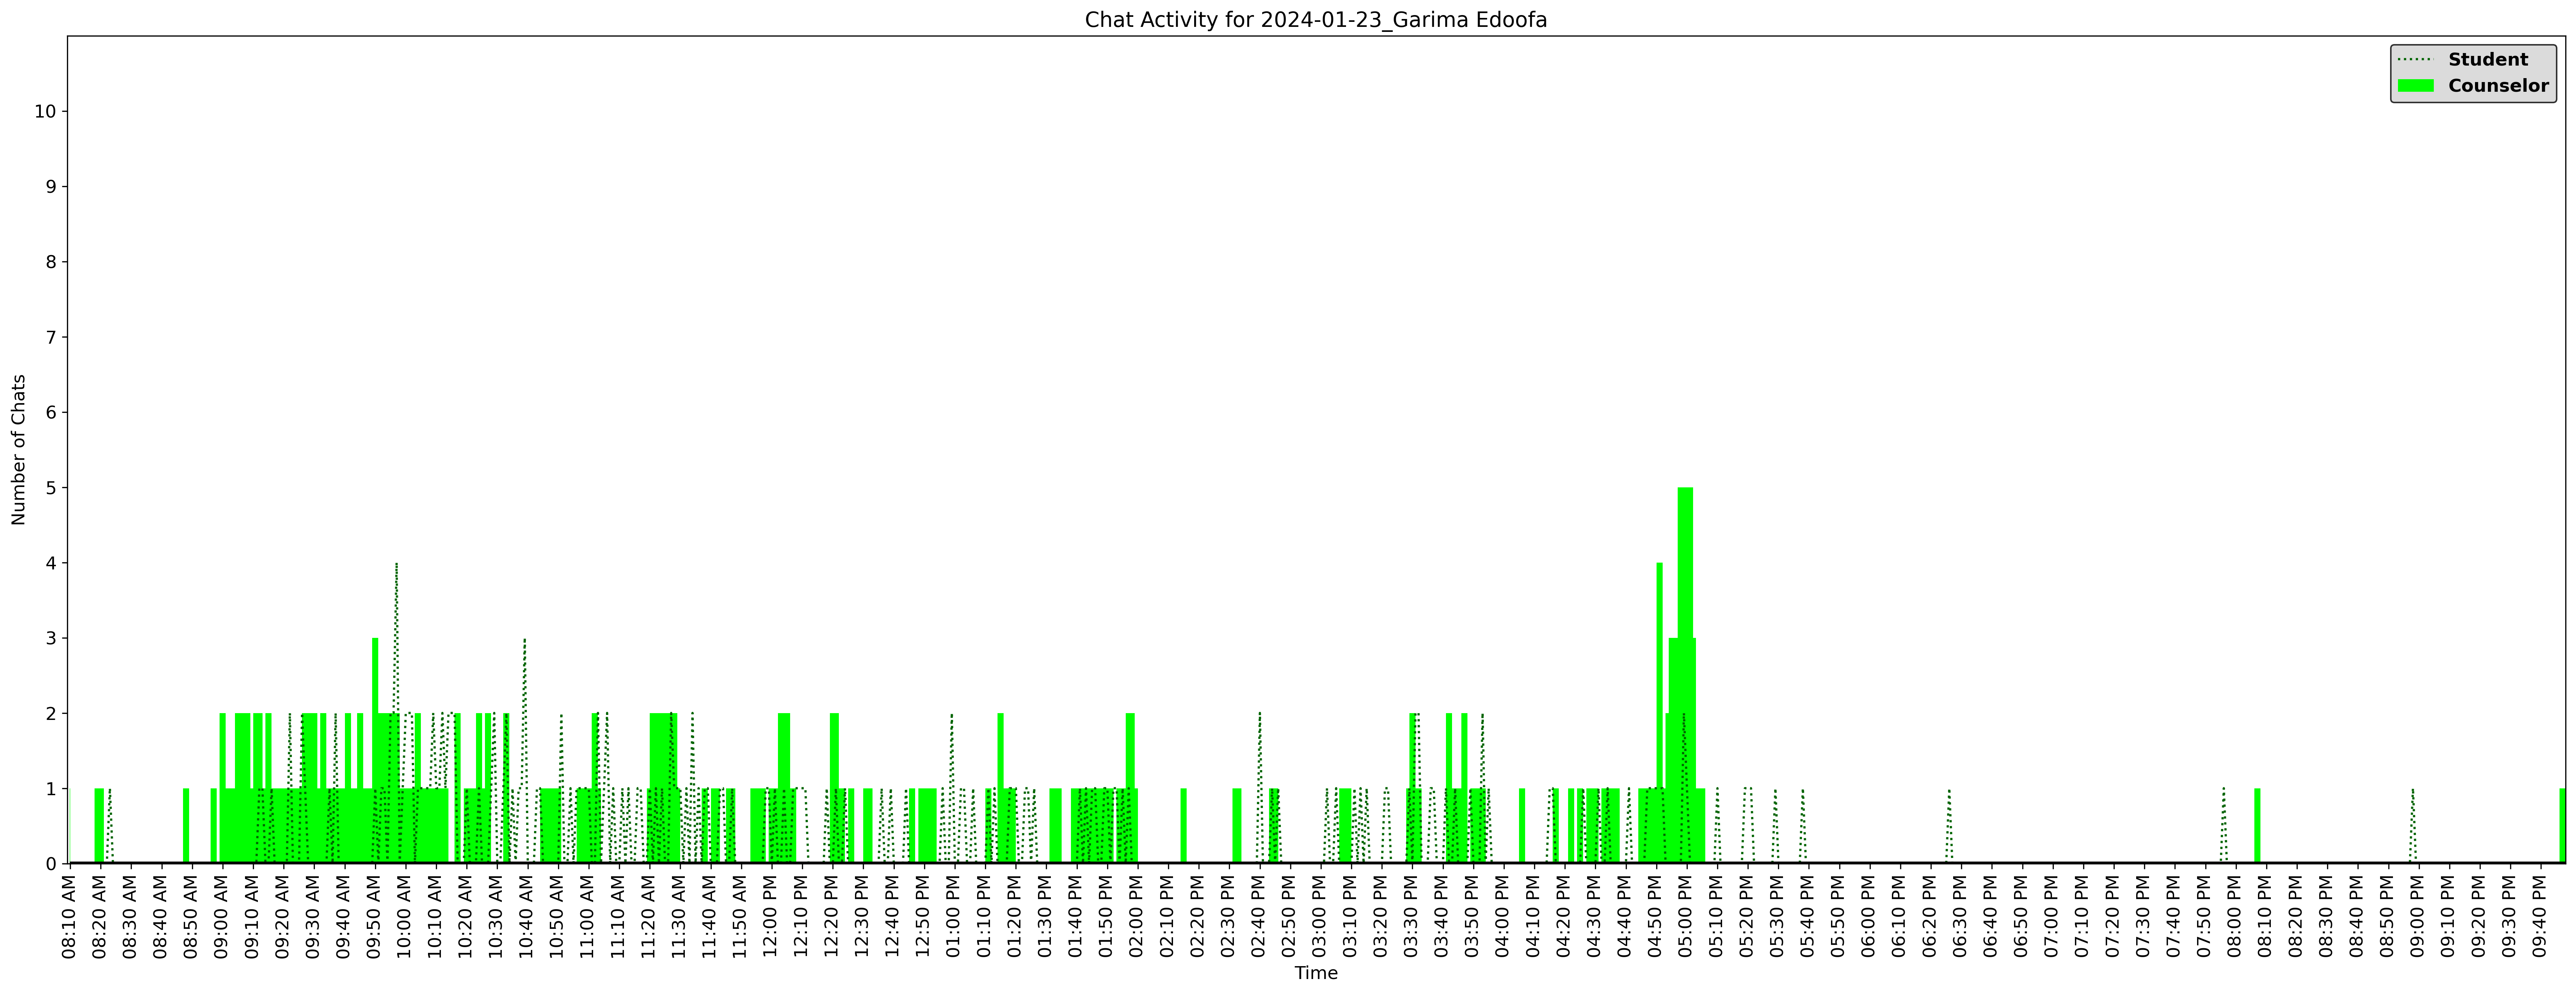 Chat Activity for 2024-01-23_Garima Edoofa
Student
Counselor
Number of Chats
10
9
8
7
6
5
4
3
2
1
0
08:10 AM
08:20 AM
08:30 AM
08:40 AM
08:50 AM
09:00 AM
09:10 AM
09:20 AM
09:30 AM
09:40 AM
09:50 AM
10:00 AM
10:10 AM
10:20 AM
10:30 AM
10:40 AM
10:50 AM
11:00 AM
11:10 AM
11:20 AM
11:30 AM
11:40 AM
11:50 AM
12:00 PM
12:10 PM
12:20 PM
12:30 PM
12:40 PM
12:50 PM
01:00 PM
01:10 PM
01:20 PM
01:30 PM
01:40 PM
01:50 PM
02:00 PM
02:10 PM
02:20 PM
02:30 PM
02:40 PM
02:50 PM
03:00 PM
03:10 PM
03:20 PM
03:30 PM
03:40 PM
03:50 PM
04:00 PM
04:10 PM
04:20 PM
04:30 PM
04:40 PM
04:50 PM
05:00 PM
05:10 PM
05:20 PM
05:30 PM
05:40 PM
05:50 PM
06:00 PM
06:10 PM
06:20 PM
06:30 PM
06:40 PM
06:50 PM
07:00 PM
07:10 PM
07:20 PM
07:30 PM
07:40 PM
07:50 PM
08:00 PM
08:10 PM
08:20 PM
08:30 PM
08:40 PM
08:50 PM
09:00 PM
09:10 PM
09:20 PM
09:30 PM
09:40 PM
Time